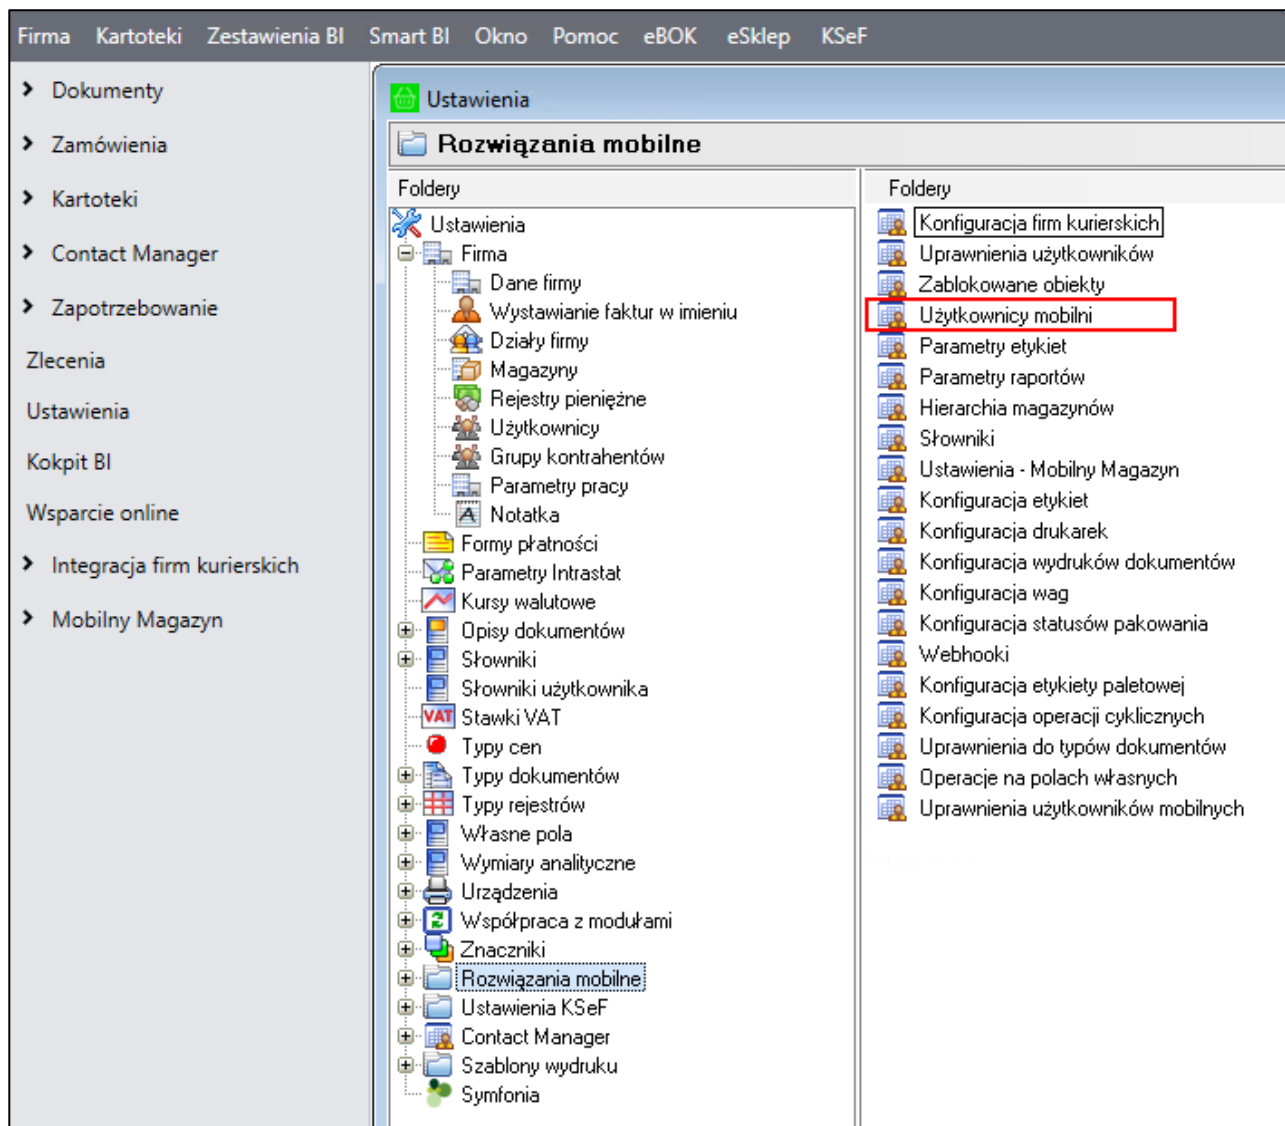 Firma Kartoteki Zestawienia BI Smart BI Okno Pomoc eBOK eSklep KSeF
Dokumenty
Zamówienia
Kartoteki
Contact Manager
Zapotrzebowanie
Zlecenia
Ustawienia
Kokpit BI
Wsparcie online
Integracja firm kurierskich
Mobilny Magazyn
Ustawienia
Rozwiązania mobilne
Foldery
Ustawienia
Firma
Dane firmy
Wystawianie faktur w imieniu
Działy firmy
Magazyny
Rejestry pieniężne
Użytkownicy
Grupy kontrahentów
Parametry pracy
Notatka
Formy płatności
Parametry Intrastat
Kursy walutowe
Opisy dokumentów
Słowniki
Słowniki użytkownika
VAT Stawki VAT
Typy cen
Typy dokumentów
Typy rejestrów
Własne pola
Wymiary analityczne
Urządzenia
Współpraca z modułami
Znaczniki
Rozwiązania mobilne
Ustawienia KSeF
Contact Manager
Szablony wydruku
Symfonia
Foldery
Konfiguracja firm kurierskich
Uprawnienia użytkowników
Zablokowane obiekty
Użytkownicy mobilni
Parametry etykiet
Parametry raportów
Hierarchia magazynów
Słowniki
Ustawienia - Mobilny Magazyn
Konfiguracja etykiet
Konfiguracja drukarek
Konfiguracja wydruków dokumentów
Konfiguracja wag
Konfiguracja statusów pakowania
Webhooki
Konfiguracja etykiety paletowej
Konfiguracja operacji cyklicznych
Uprawnienia do typów dokumentów
Operacje na polach własnych
Uprawnienia użytkowników mobilnych